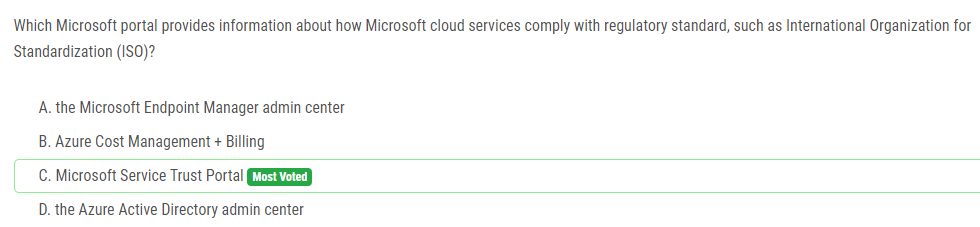 Which Microsoft portal provides information about how Microsoft cloud services comply with regulatory standard, such as International Organization for
Standardization (ISO)?
A. the Microsoft Endpoint Manager admin center
B. Azure Cost Management + Billing
C. Microsoft Service Trust Portal Most Voted
D. the Azure Active Directory admin center